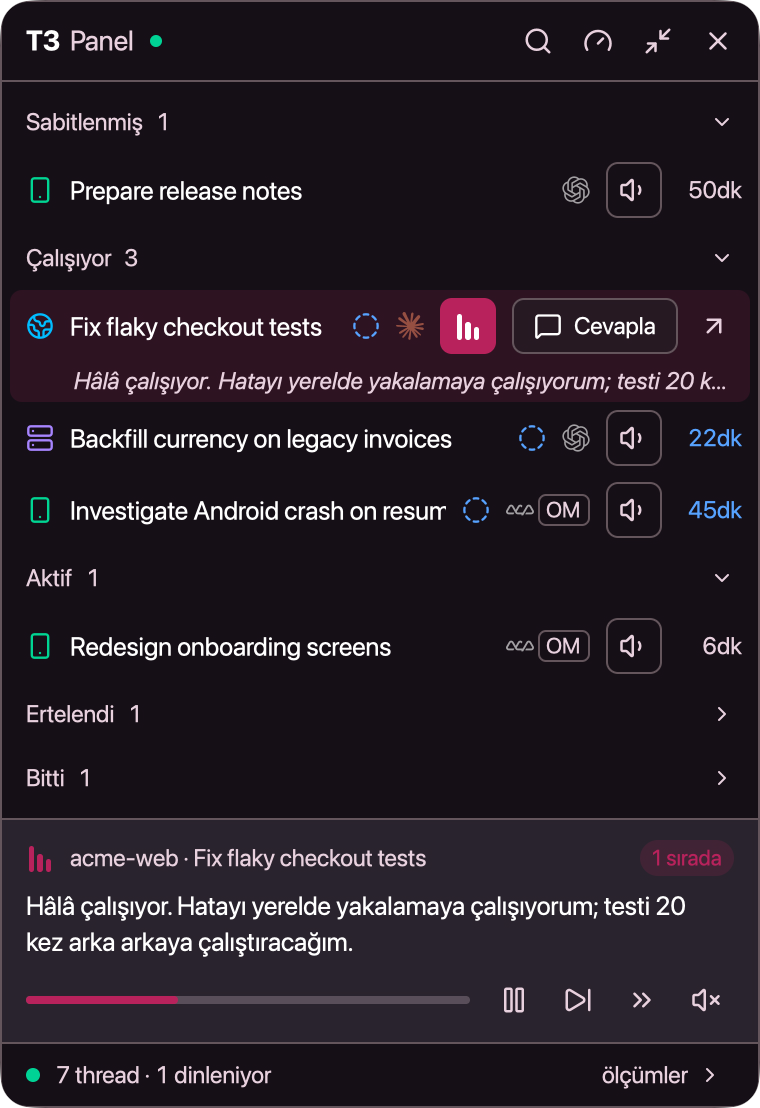 T3 Panel
Sabitlenmiş 1
Prepare release notes 50dk
Çalışıyor 3
Fix flaky checkout tests Cevapla
Hâlâ çalışıyor. Hatayı yerelde yakalamaya çalışıyorum; testi 20 k...
Backfill currency on legacy invoices 22dk
Investigate Android crash on resum OM 45dk
Aktif 1
Redesign onboarding screens OM 6dk
Ertelendi 1
Bitti 1
acme-web · Fix flaky checkout tests 1 sırada
Hâlâ çalışıyor. Hatayı yerelde yakalamaya çalışıyorum; testi 20
kez arka arkaya çalıştıracağım.
7 thread · 1 dinleniyor ölçümler